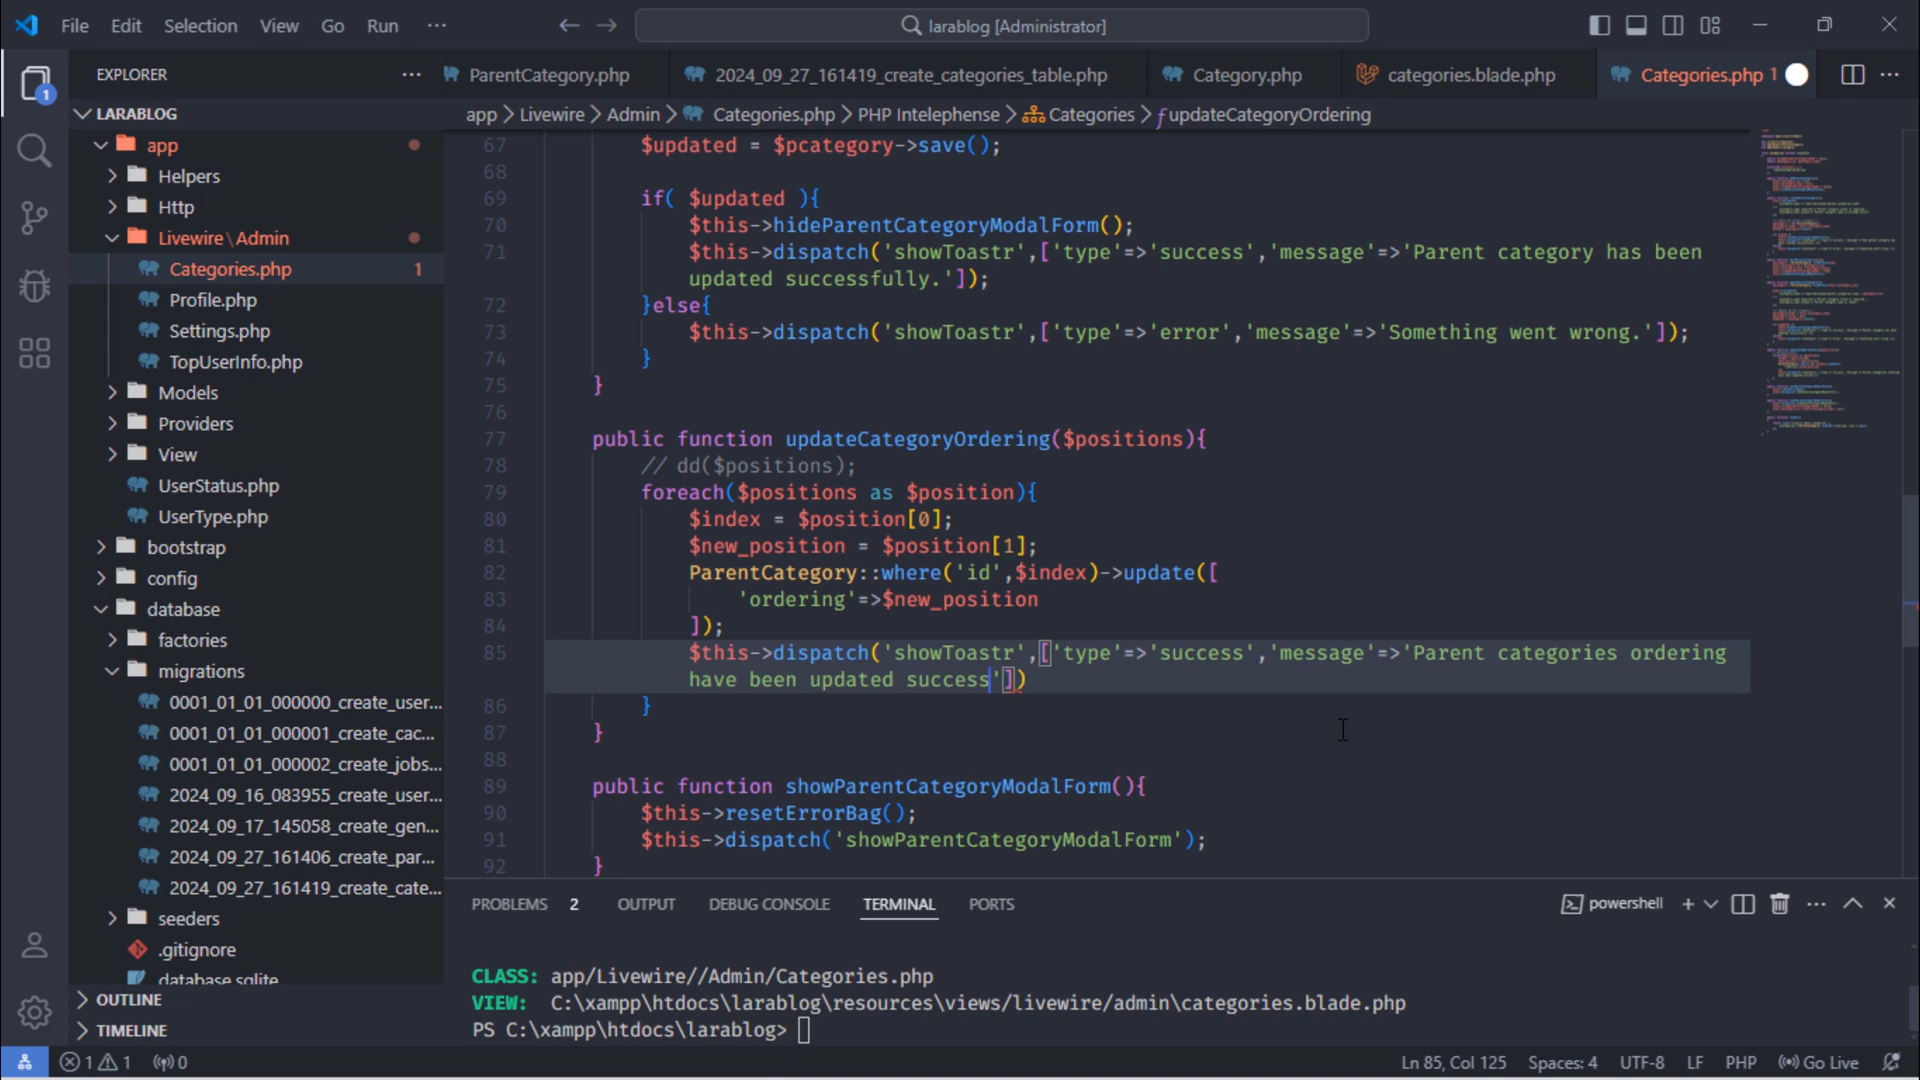 File Edit Selection View Go Run ··· larablog [Administrator]
EXPLORER ··· ParentCategory.php 2024_09_27_161419_create_categories_table.php Category.php categories.blade.php Categories.php 1 ···
LARABLOG
app > Livewire > Admin > Categories.php > PHP Intelephense > Categories > updateCategoryOrdering
app
Helpers
Http
Livewire\Admin
Categories.php 1
Profile.php
Settings.php
TopUserInfo.php
Models
Providers
View
UserStatus.php
UserType.php
bootstrap
config
database
factories
migrations
0001_01_01_000000_create_user...
0001_01_01_000001_create_cac...
0001_01_01_000002_create_jobs...
2024_09_16_083955_create_user...
2024_09_17_145058_create_gen...
2024_09_27_161406_create_par...
2024_09_27_161419_create_cate...
seeders
.gitignore
database.sqlite
OUTLINE
TIMELINE
1
67 $updated = $pcategory->save();
68
69 if( $updated ){
70 $this->hideParentCategoryModalForm();
71 $this->dispatch('showToastr',['type'=>'success','message'=>'Parent category has been
updated successfully.']);
72 }else{
73 $this->dispatch('showToastr',['type'=>'error','message'=>'Something went wrong.']);
74 }
75 }
76
77 public function updateCategoryOrdering($positions){
78 // dd($positions);
79 foreach($positions as $position){
80 $index = $position[0];
81 $new_position = $position[1];
82 ParentCategory::where('id',$index)->update([
83 'ordering'=>$new_position
84 ]);
85 $this->dispatch('showToastr',['type'=>'success','message'=>'Parent categories ordering
have been updated success'])
86 }
87 }
88
89 public function showParentCategoryModalForm(){
90 $this->resetErrorBag();
91 $this->dispatch('showParentCategoryModalForm');
92 }
PROBLEMS 2 OUTPUT DEBUG CONSOLE TERMINAL PORTS powershell
CLASS: app/Livewire//Admin/Categories.php
VIEW: C:\xampp\htdocs\larablog\resources\views/livewire/admin\categories.blade.php
PS C:\xampp\htdocs\larablog>
1 1 0 Ln 85, Col 125 Spaces: 4 UTF-8 LF PHP Go Live